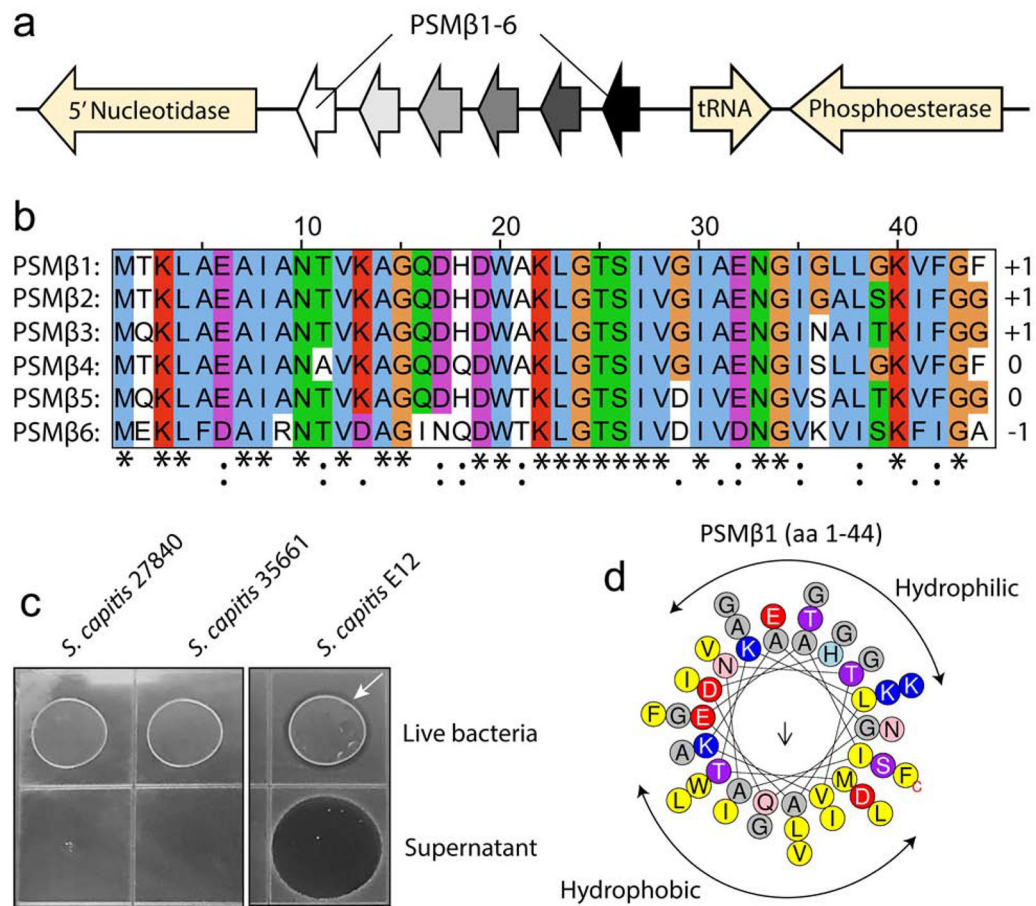 a
PSMβ1-6
5' Nucleotidase
tRNA
Phosphoesterase
b
10 20 30 40
PSMβ1: MTKLAEAIANTVKAGQDHDWAKLGTSIVGIAENGIGLLGKVFGF +1
PSMβ2: MTKLAEAIANTVKAGQDHDWAKLGTSIVGIAENGIGALSKIFGG +1
PSMβ3: MQKLAEAIANTVKAGQDHDWAKLGTSIVGIAENGINAITKIFGG +1
PSMβ4: MTKLAEAIANAVKAGQDQDWAKLGTSIVGIAENGISLLGKVFGF 0
PSMβ5: MQKLAEAIANTVKAGQDHDWTKLGTSIVDIVENGVSALTKVFGG 0
PSMβ6: MEKLFDAIRNTVDAGINQDWTKLGTSIVDIVDNGVKVISKFIGA -1
* ** : ** * : * . ** : : ** . ******* : * . : ** : : * . : *
c
S. capitis 27840
S. capitis 35661
S. capitis E12
Live bacteria
Supernatant
d
PSMβ1 (aa 1-44)
Hydrophilic
G
G E T
A A A G
V K H G
N T
I D L K K
F G E G N
A K I S F
T M C
L W A Q A V D L
I G L I
V
Hydrophobic